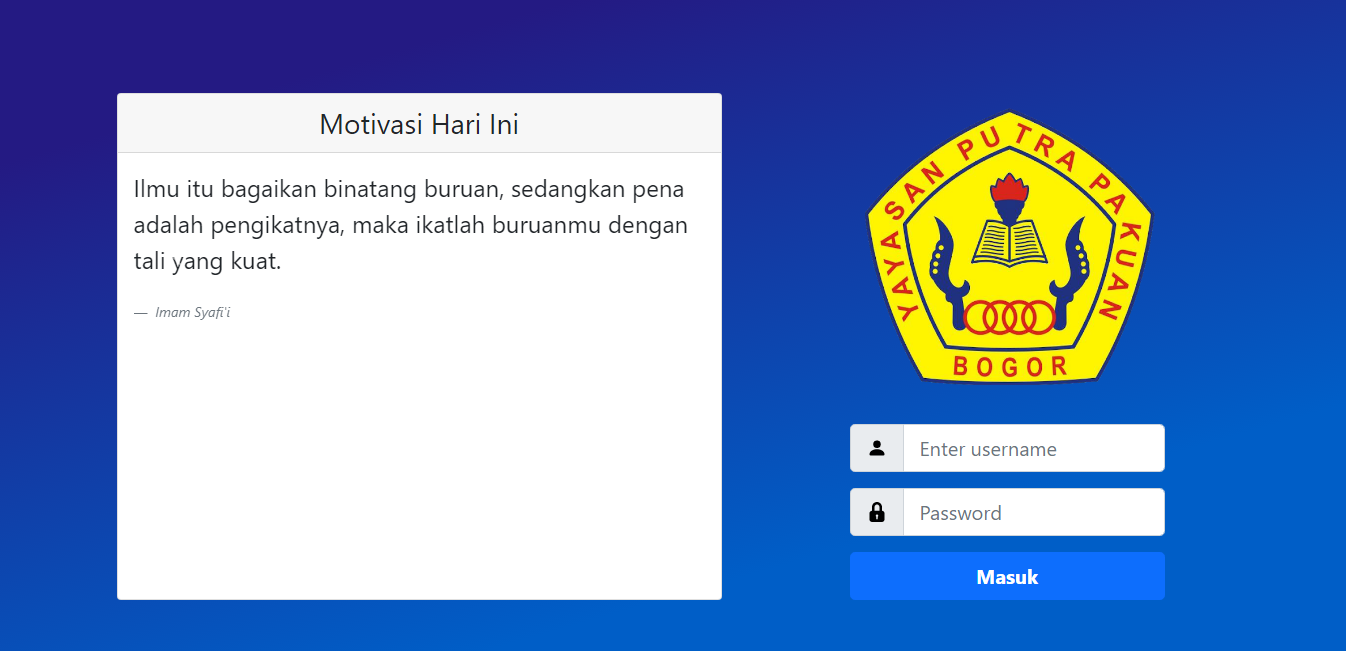 Motivasi Hari Ini
Ilmu itu bagaikan binatang buruan, sedangkan pena
adalah pengikatnya, maka ikatlah buruanmu dengan
tali yang kuat.
— Imam Syafi'i
YAYASAN PUTRA PAKUAN
BOGOR
Enter username
Password
Masuk